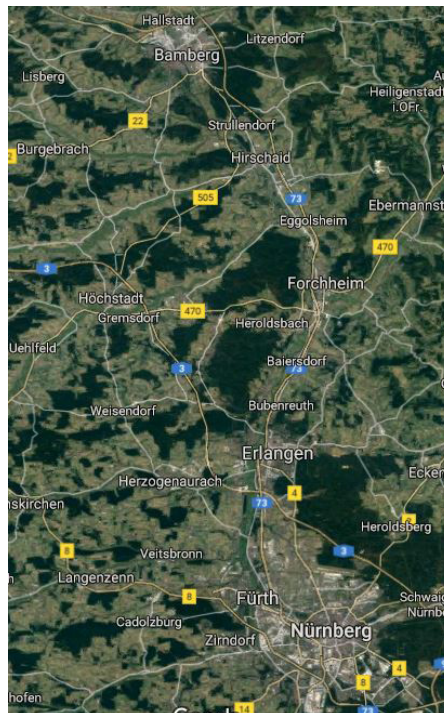 Hallstadt
Litzendorf
Bamberg
Lisberg
Heiligenstadt
i.OFr.
22
Strullendorf
Burgebrach
Hirschaid
505
73
Ebermannst
Eggolsheim
470
3
Forchheim
Höchstadt
470
Gremsdorf
Heroldsbach
Uehlfeld
Baiersdorf
3
73
Weisendorf
Bubenreuth
Erlangen
Ecker
Herzogenaurach
4
73
nskirchen
Heroldsberg
8
3
Veitsbronn
Langenzenn
8
Fürth
Schwaig
Nürnbe
Cadolzburg
Nürnberg
Zirndorf
4
8
hofen
14
73